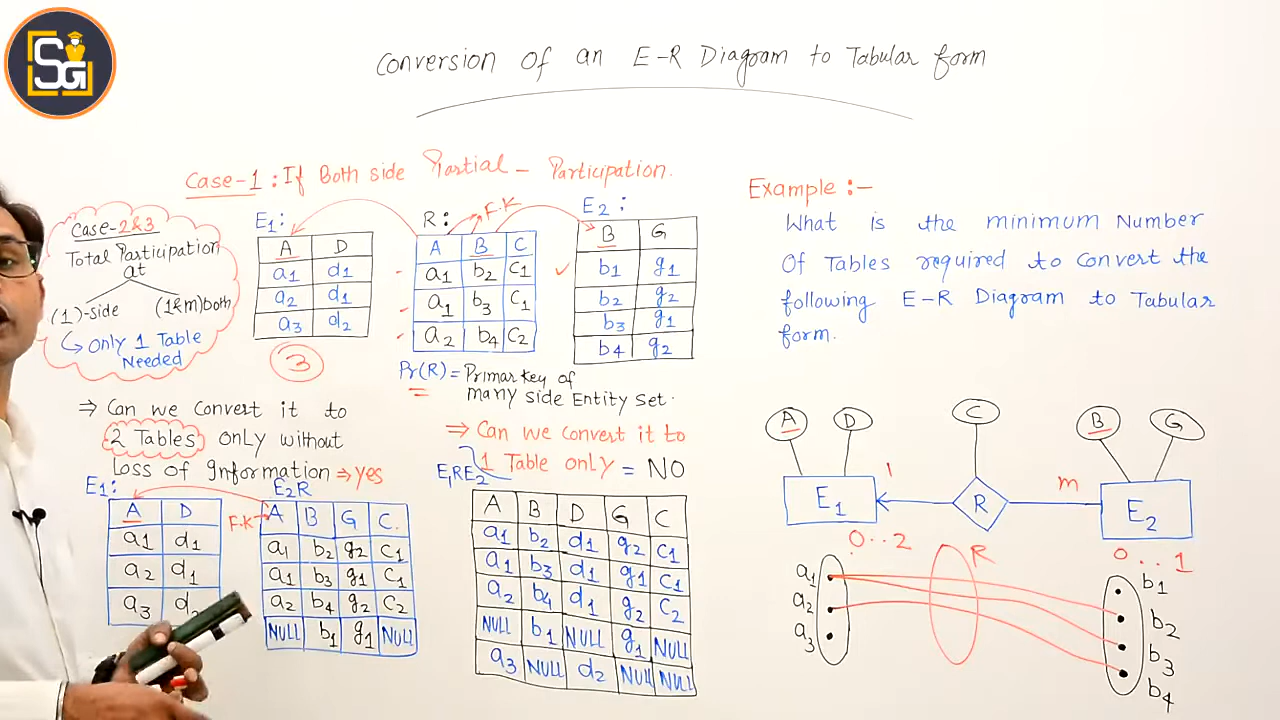 SG
Conversion of an E-R Diagram to Tabular form
Case-1 : If Both side Partial - Participation.
Case-2&3
Total Participation
at
(1)-side (1&m)both
↳ only 1 Table
Needed
E1:
A D
a1 d1
a2 d1
a3 d2
3
R:
F.K
A B C
a1 b2 c1
a1 b3 c1
a2 b4 c2
E2:
B G
b1 g1
b2 g2
b3 g1
b4 g2
Pr(R) = Primarkey of
many side Entity set.
⇒ Can we Convert it to
2 Tables only without
Loss of Information ⇒ yes
E1:
A D
a1 d1
a2 d1
a3 d2
F.K
E2R
A B G C.
a1 b2 g2 c1
a1 b3 g1 c1
a2 b4 g2 c2
NULL b1 g1 NULL
⇒ Can we convert it to
1 Table only = NO
E1RE2
A B D G C
a1 b2 d1 g2 c1
a1 b3 d1 g1 c1
a2 b4 d1 g2 c2
NULL b1 NULL g1 NULL
a3 NULL d2 NULL NULL
Example :-
What is the minimum Number
Of Tables required to Convert the
following E-R Diagram to Tabular
form.
A D C B G
E1 1 R m E2
0..2 R 0...1
a1
a2
a3
b1
b2
b3
b4